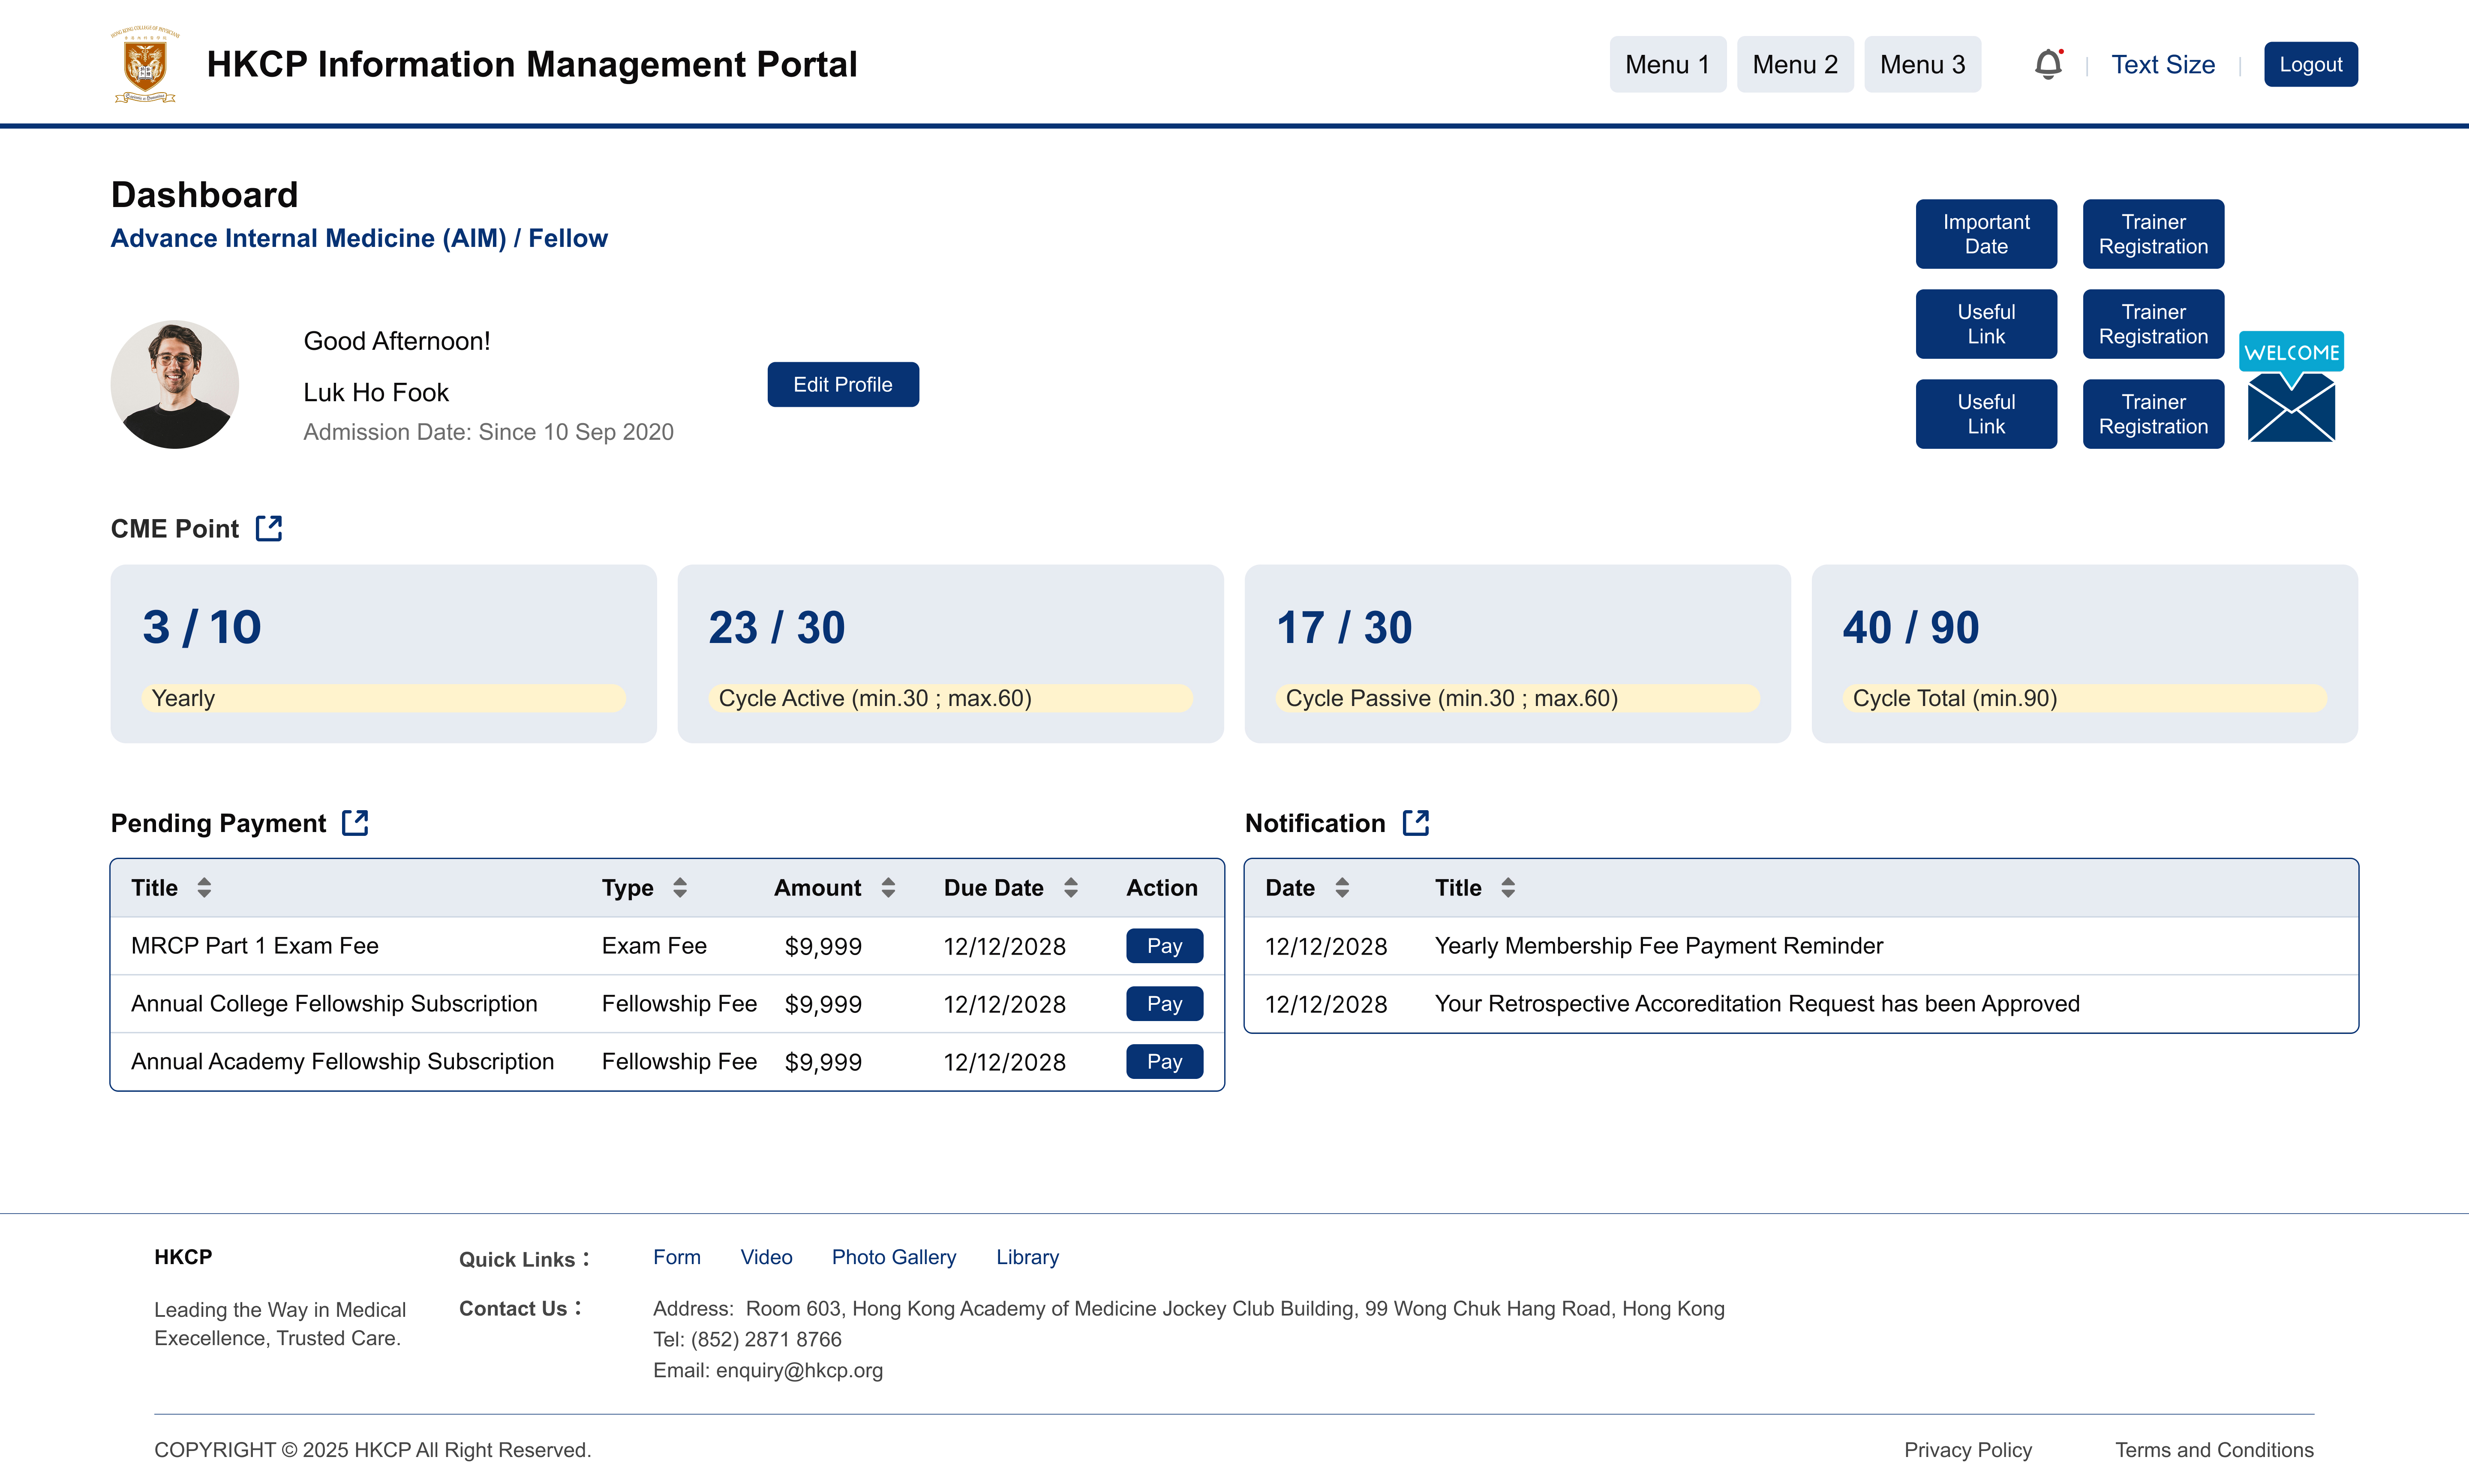 HONG KONG COLLEGE OF PHYSICIANS
HKCP Information Management Portal
Menu 1
Menu 2
Menu 3
Text Size
Logout
Dashboard
Advance Internal Medicine (AIM) / Fellow
Important
Date
Trainer
Registration
Useful
Link
Trainer
Registration
Useful
Link
Trainer
Registration
WELCOME
Good Afternoon!
Luk Ho Fook
Admission Date: Since 10 Sep 2020
Edit Profile
CME Point
3 / 10
Yearly
23 / 30
Cycle Active (min.30 ; max.60)
17 / 30
Cycle Passive (min.30 ; max.60)
40 / 90
Cycle Total (min.90)
Pending Payment
Title Type Amount Due Date Action
MRCP Part 1 Exam Fee Exam Fee $9,999 12/12/2028 Pay
Annual College Fellowship Subscription Fellowship Fee $9,999 12/12/2028 Pay
Annual Academy Fellowship Subscription Fellowship Fee $9,999 12/12/2028 Pay
Notification
Date Title
12/12/2028 Yearly Membership Fee Payment Reminder
12/12/2028 Your Retrospective Accoreditation Request has been Approved
HKCP
Leading the Way in Medical
Execellence, Trusted Care.
Quick Links：
Form Video Photo Gallery Library
Contact Us：
Address: Room 603, Hong Kong Academy of Medicine Jockey Club Building, 99 Wong Chuk Hang Road, Hong Kong
Tel: (852) 2871 8766
Email: enquiry@hkcp.org
COPYRIGHT © 2025 HKCP All Right Reserved.
Privacy Policy
Terms and Conditions